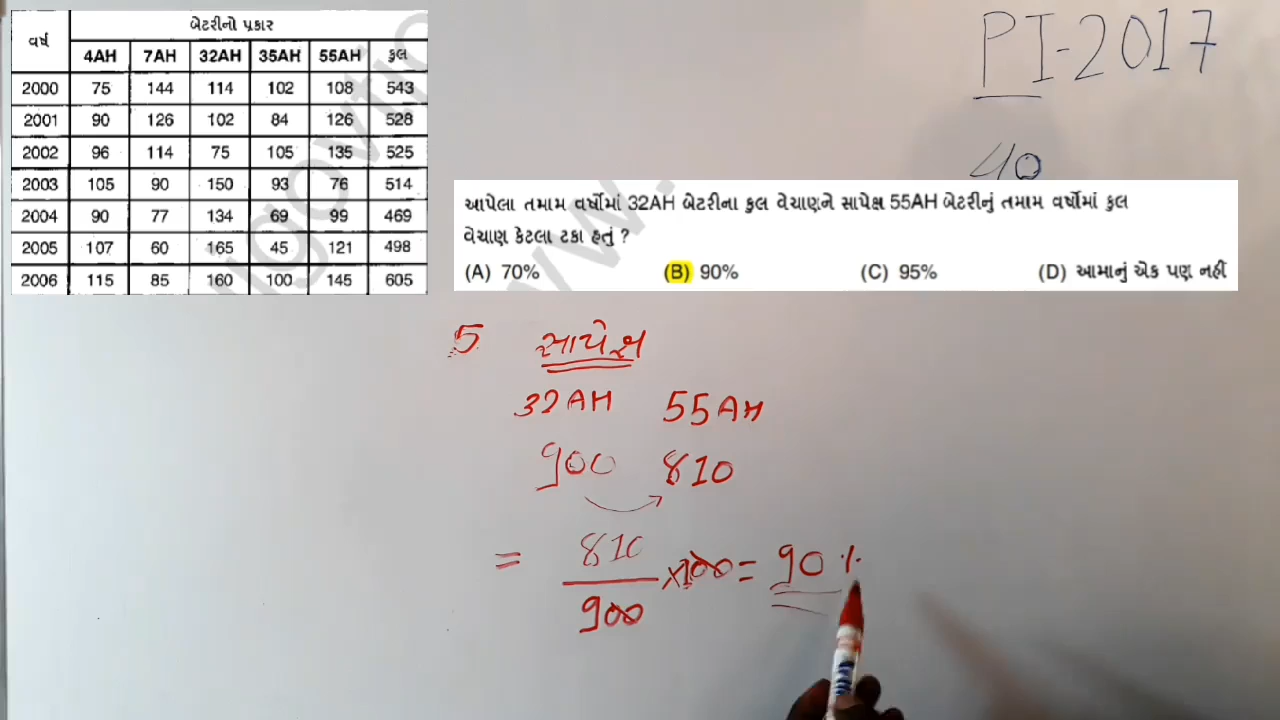 વર્ષ બેટરીનો પ્રકાર
4AH 7AH 32AH 35AH 55AH કુલ
2000 75 144 114 102 108 543
2001 90 126 102 84 126 528
2002 96 114 75 105 135 525
2003 105 90 150 93 76 514
2004 90 77 134 69 99 469
2005 107 60 165 45 121 498
2006 115 85 160 100 145 605
PI-2017
40
આપેલા તમામ વર્ષોમાં 32AH બેટરીના કુલ વેચાણને સાપેક્ષ 55AH બેટરીનું તમામ વર્ષોમાં કુલ
વેચાણ કેટલા ટકા હતું ?
(A) 70% (B) 90% (C) 95% (D) આમાનું એક પણ નહીં
5 સાપેક્ષ
32AH 55AH
900 810
= 810/900 ×100 = 90 %